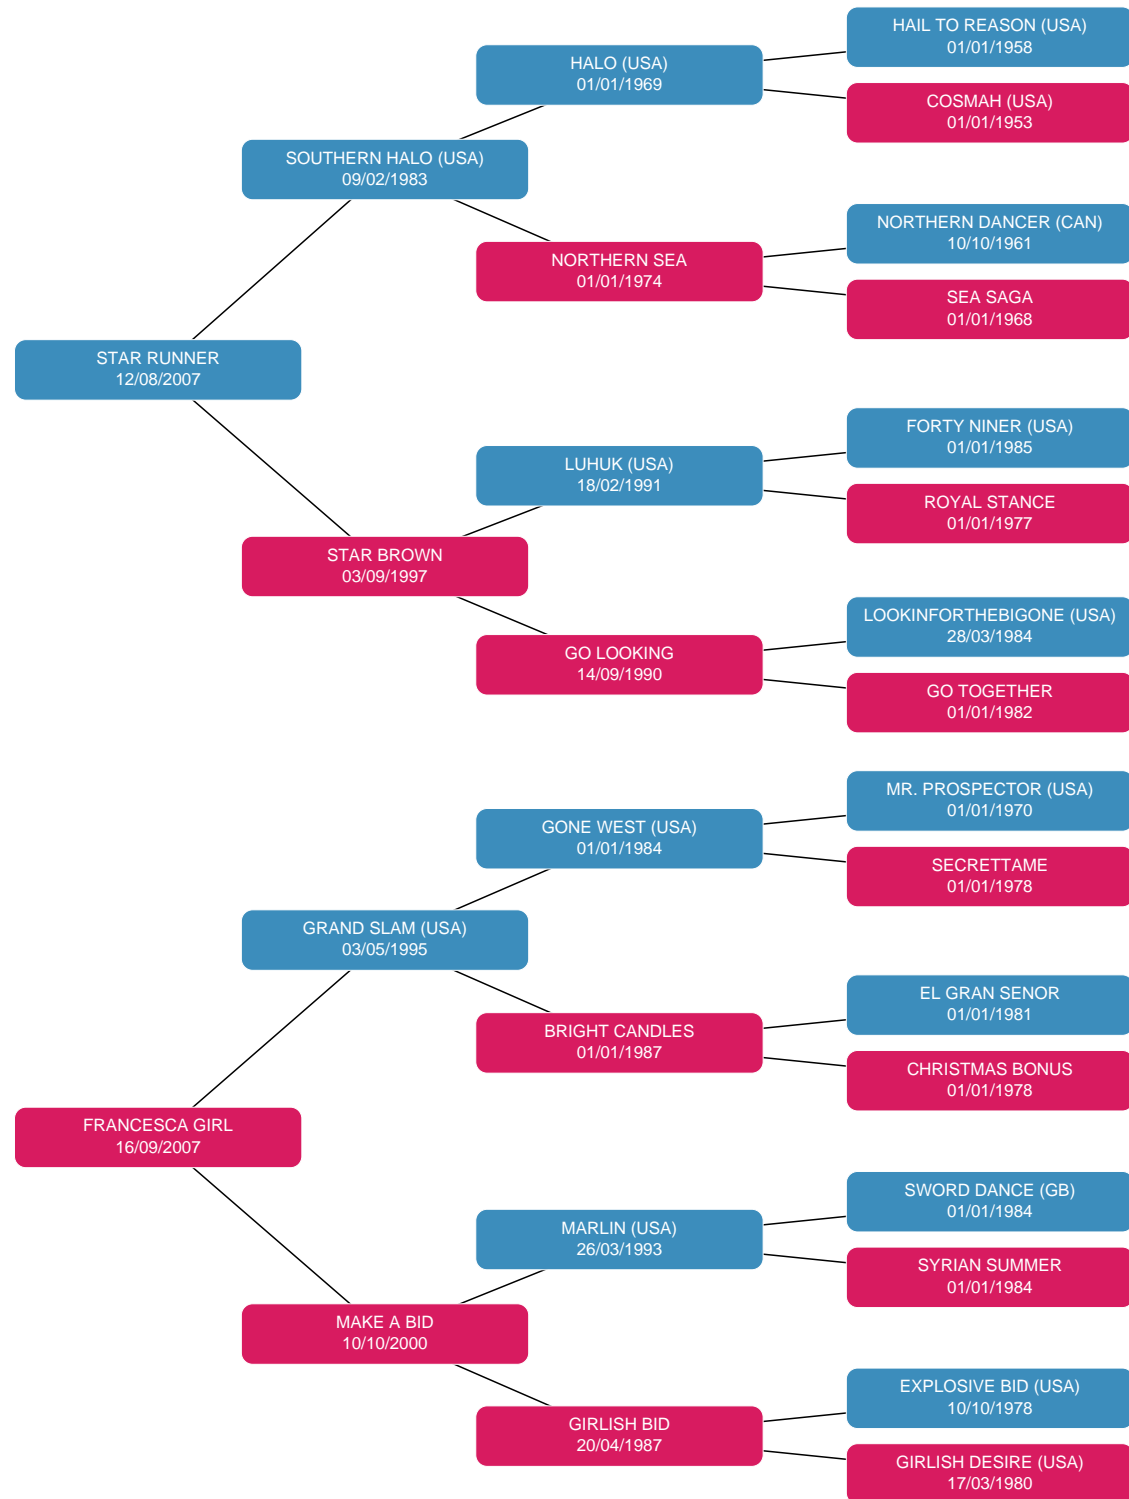 HAIL TO REASON (USA)
01/01/1958
HALO (USA)
01/01/1969
COSMAH (USA)
01/01/1953
SOUTHERN HALO (USA)
09/02/1983
NORTHERN DANCER (CAN)
10/10/1961
NORTHERN SEA
01/01/1974
SEA SAGA
01/01/1968
STAR RUNNER
12/08/2007
FORTY NINER (USA)
01/01/1985
LUHUK (USA)
18/02/1991
ROYAL STANCE
01/01/1977
STAR BROWN
03/09/1997
LOOKINFORTHEBIGONE (USA)
28/03/1984
GO LOOKING
14/09/1990
GO TOGETHER
01/01/1982
MR. PROSPECTOR (USA)
01/01/1970
GONE WEST (USA)
01/01/1984
SECRETTAME
01/01/1978
GRAND SLAM (USA)
03/05/1995
EL GRAN SENOR
01/01/1981
BRIGHT CANDLES
01/01/1987
CHRISTMAS BONUS
01/01/1978
FRANCESCA GIRL
16/09/2007
SWORD DANCE (GB)
01/01/1984
MARLIN (USA)
26/03/1993
SYRIAN SUMMER
01/01/1984
MAKE A BID
10/10/2000
EXPLOSIVE BID (USA)
10/10/1978
GIRLISH BID
20/04/1987
GIRLISH DESIRE (USA)
17/03/1980